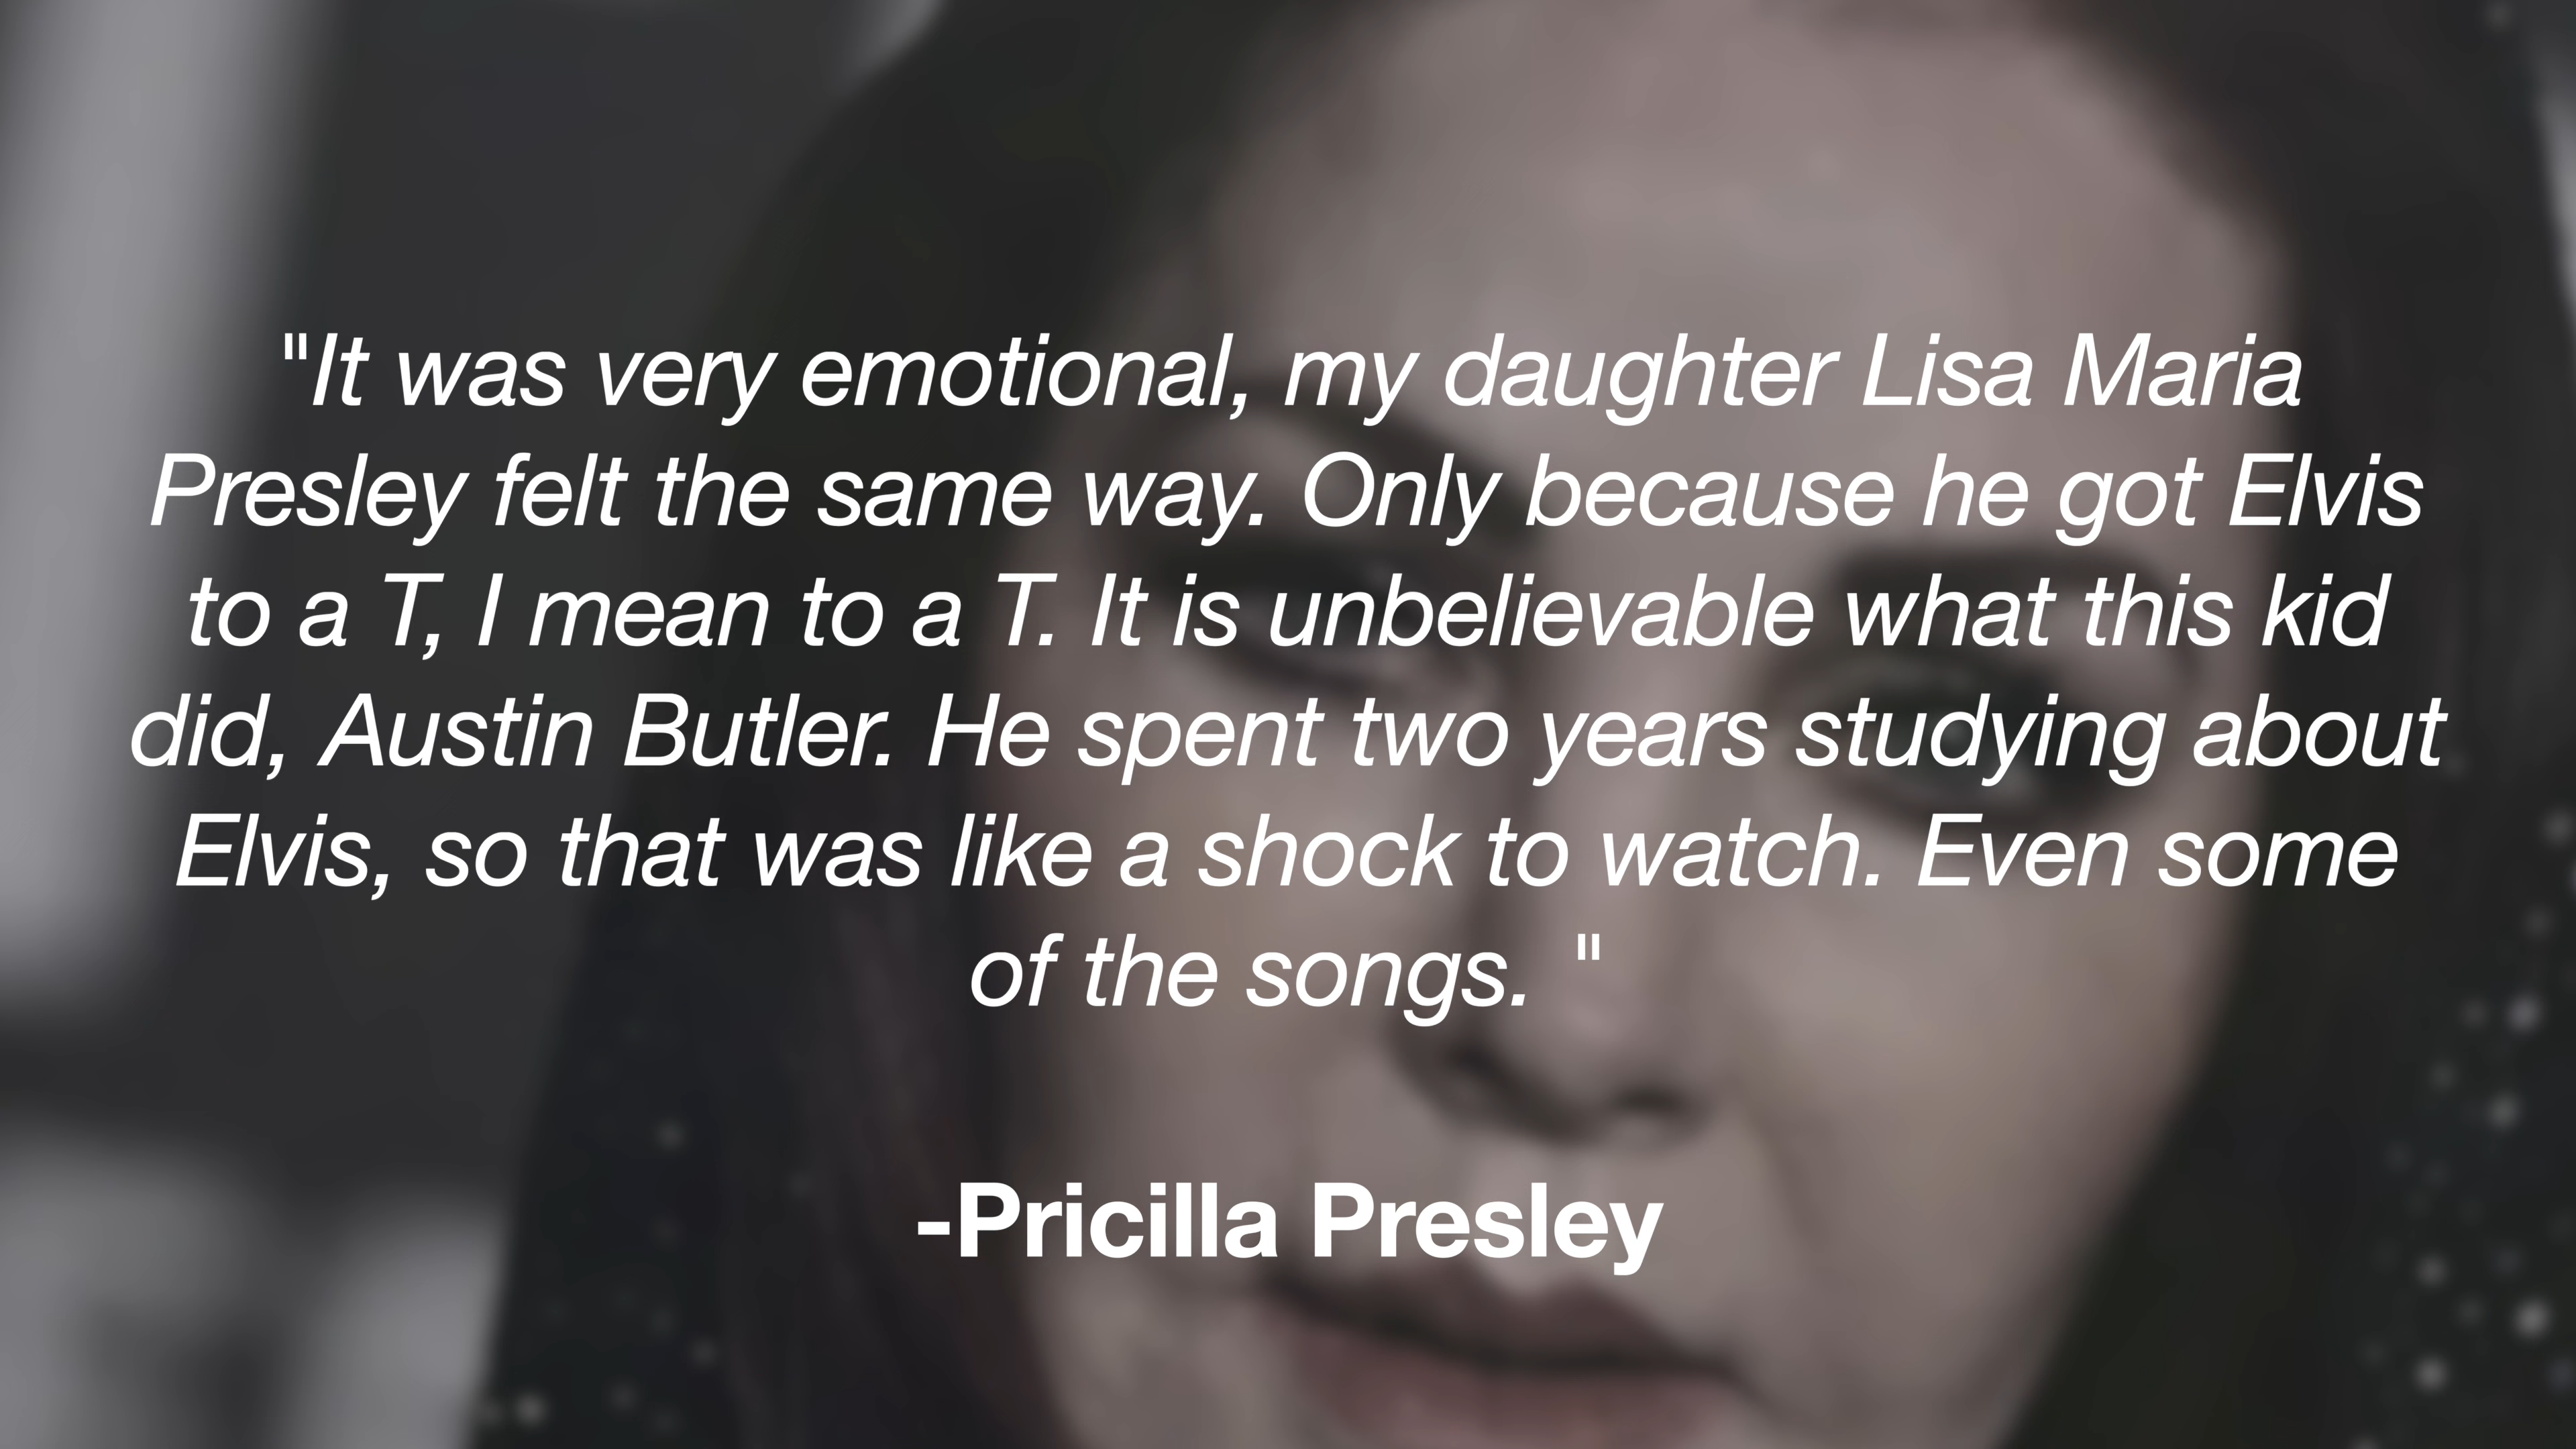 "It was very emotional, my daughter Lisa Maria
Presley felt the same way. Only because he got Elvis
to a T, I mean to a T. It is unbelievable what this kid
did, Austin Butler. He spent two years studying about
Elvis, so that was like a shock to watch. Even some
of the songs. "
-Pricilla Presley